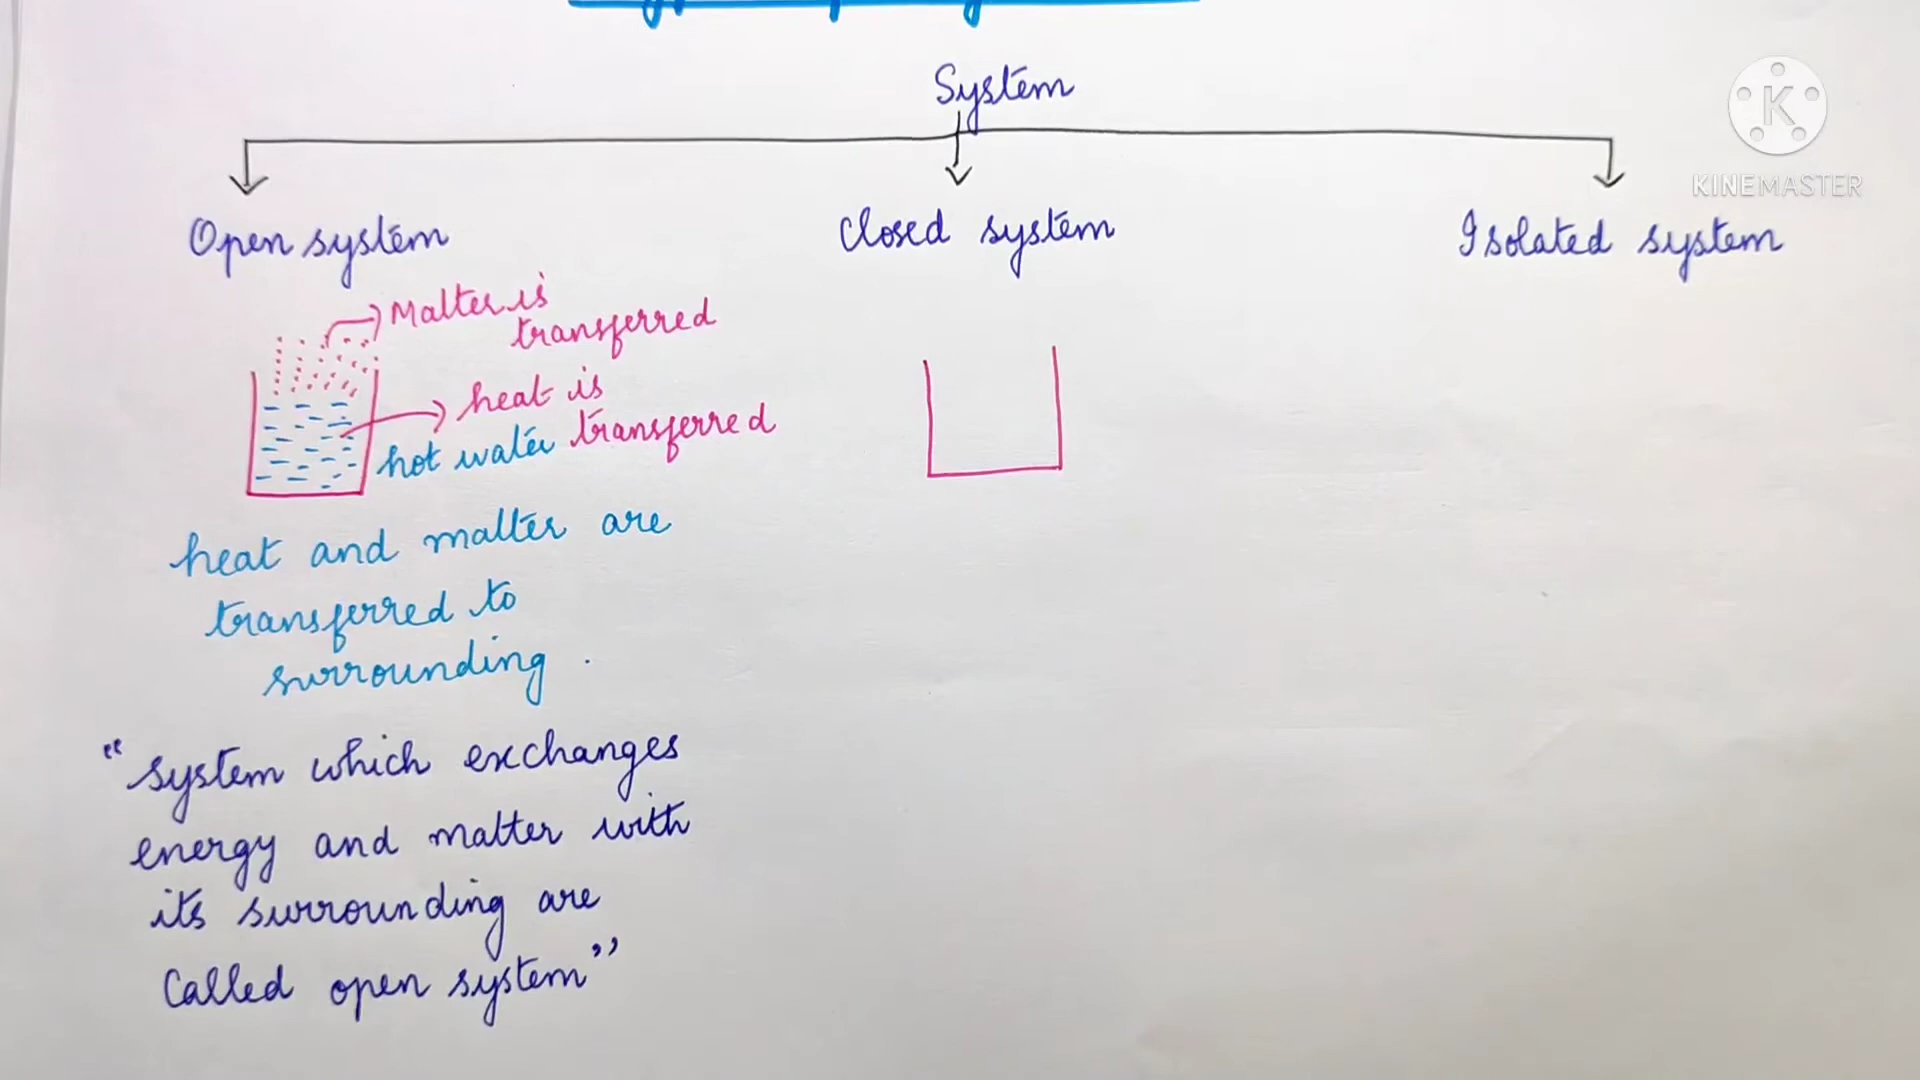 System
Open system
Closed system
Isolated system
Matter is
transferred
heat is
transferred
hot water
heat and matter are
transferred to
surrounding .
"system which exchanges
energy and matter with
its surrounding are
Called open system"
K
KINEMASTER